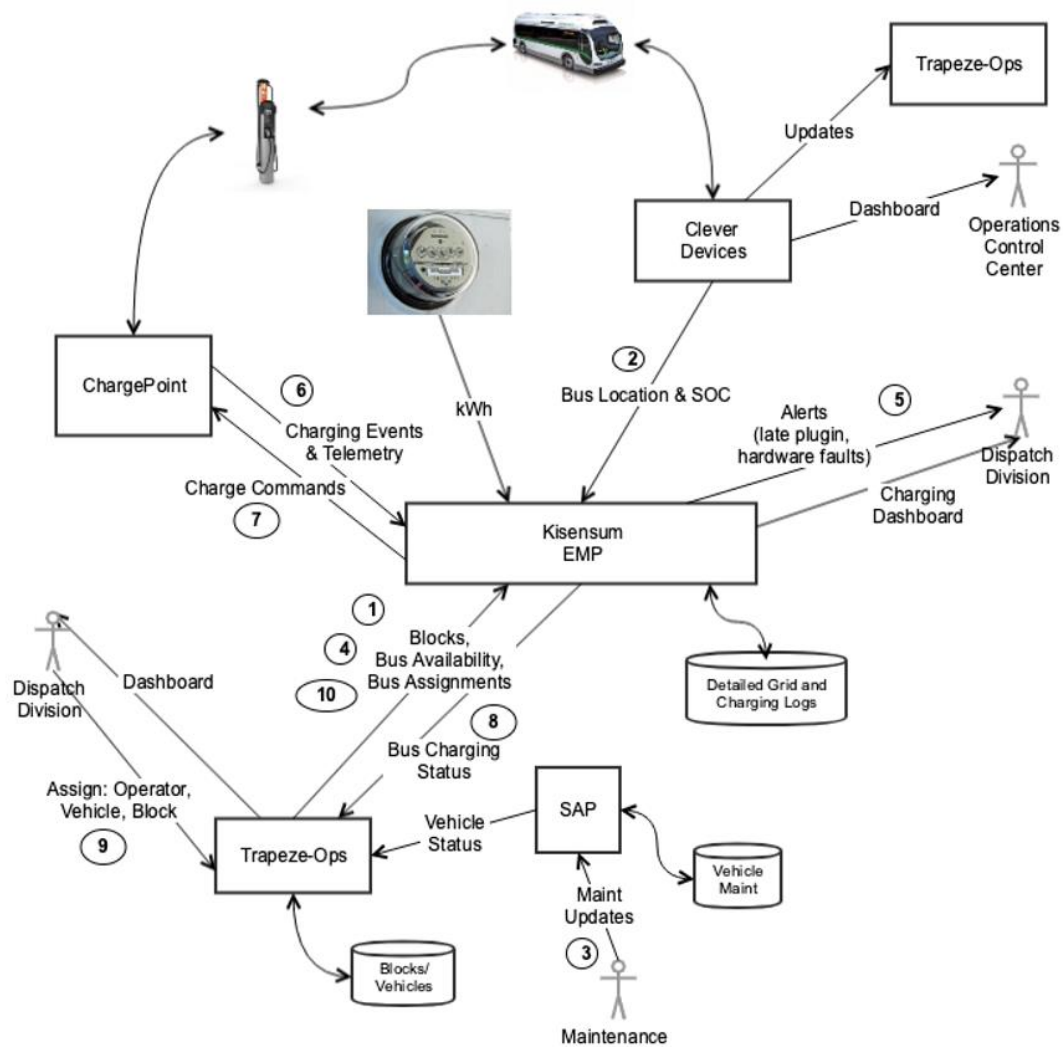 Trapeze-Ops
Updates
Dashboard
Operations
Control
Center
Clever
Devices
2
Bus Location & SOC
ChargePoint
6
Charging Events
& Telemetry
kWh
Charge Commands
7
Alerts
(late plugin,
hardware faults)
5
Dispatch
Division
Charging
Dashboard
Kisensum
EMP
1
4
10
Blocks,
Bus Availability,
Bus Assignments
Detailed Grid and
Charging Logs
Dispatch
Division
Dashboard
8
Bus Charging
Status
Assign: Operator,
Vehicle, Block
9
Trapeze-Ops
Vehicle
Status
SAP
Vehicle
Maint
Maint
Updates
3
Blocks/
Vehicles
Maintenance